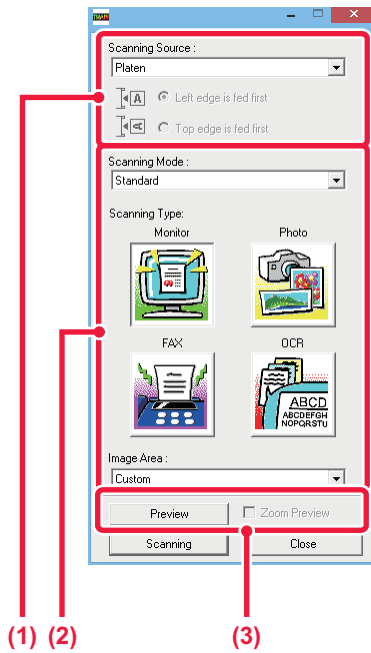 TWAIN
Scanning Source :
Platen
A Left edge is fed first
A Top edge is fed first
Scanning Mode :
Standard
Scanning Type:
Monitor Photo
FAX OCR
ABCD
ABCDEFGH
NOPQRSTU
Image Area :
Custom
Preview Zoom Preview
Scanning Close
(1) (2) (3)